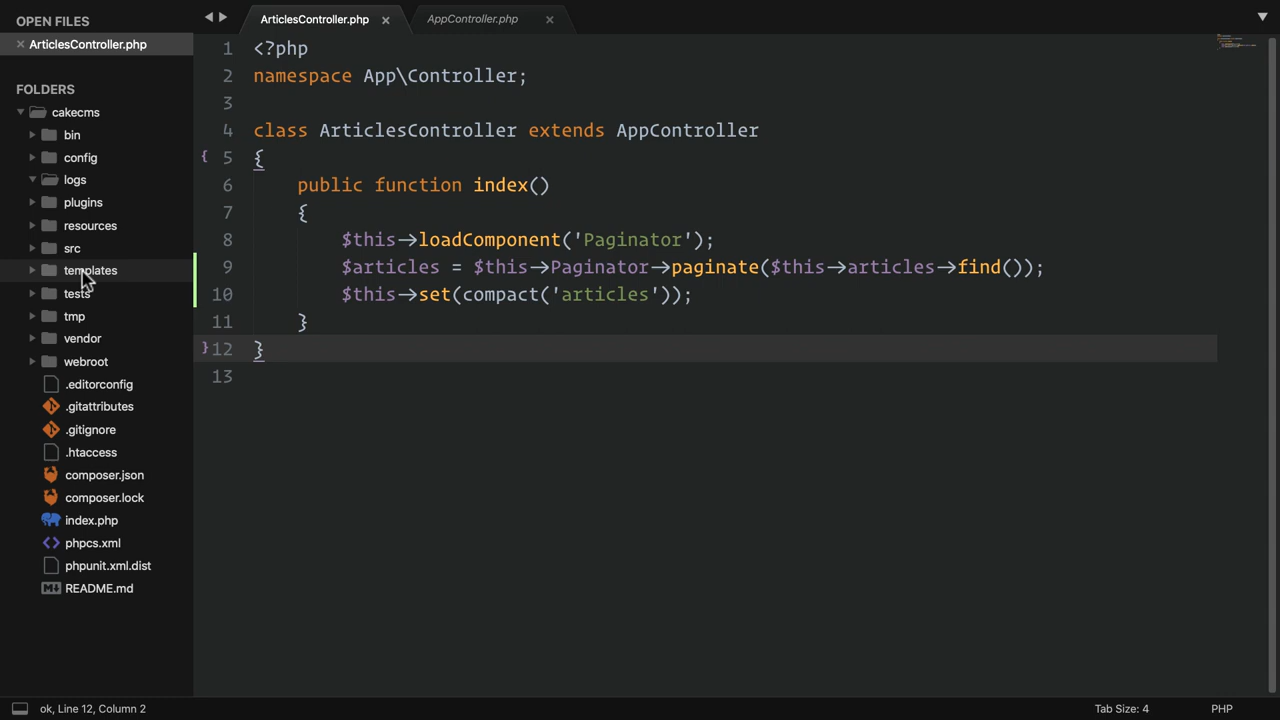 OPEN FILES
ArticlesController.php
FOLDERS
cakecms
bin
config
logs
plugins
resources
src
templates
tests
tmp
vendor
webroot
.editorconfig
.gitattributes
.gitignore
.htaccess
composer.json
composer.lock
index.php
phpcs.xml
phpunit.xml.dist
README.md
ArticlesController.php
AppController.php
1 <?php
2 namespace App\Controller;
3
4 class ArticlesController extends AppController
5 {
6 public function index()
7 {
8 $this->loadComponent('Paginator');
9 $articles = $this->Paginator->paginate($this->articles->find());
10 $this->set(compact('articles'));
11 }
12 }
13
ok, Line 12, Column 2
Tab Size: 4
PHP